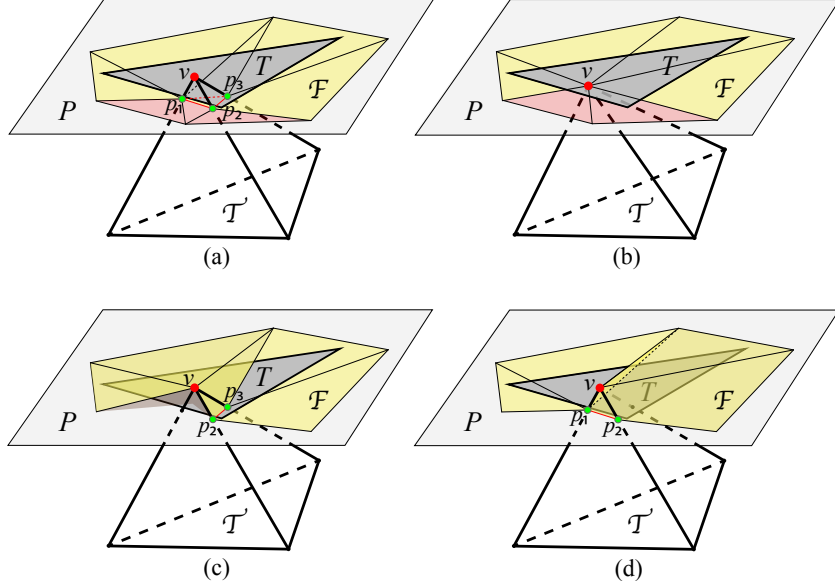 v T p₃ ℱ
P p₁ p₂
𝒯
(a)
v T ℱ
P
𝒯
(b)
v T p₃ ℱ
P p₂
𝒯
(c)
v T ℱ
P p₁ p₂
𝒯
(d)